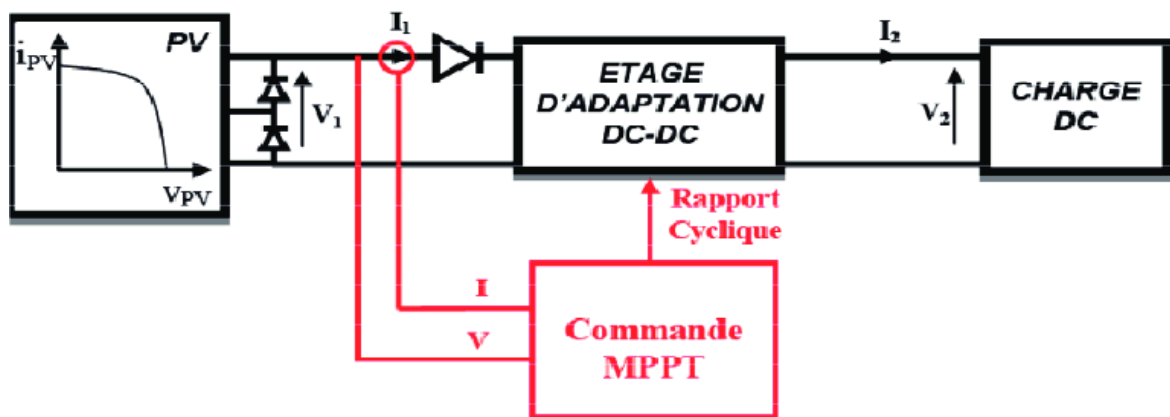 PV
iPV
VPV
V1
I1
ETAGE
D'ADAPTATION
DC-DC
I2
V2
CHARGE
DC
Rapport
Cyclique
I
V
Commande
MPPT